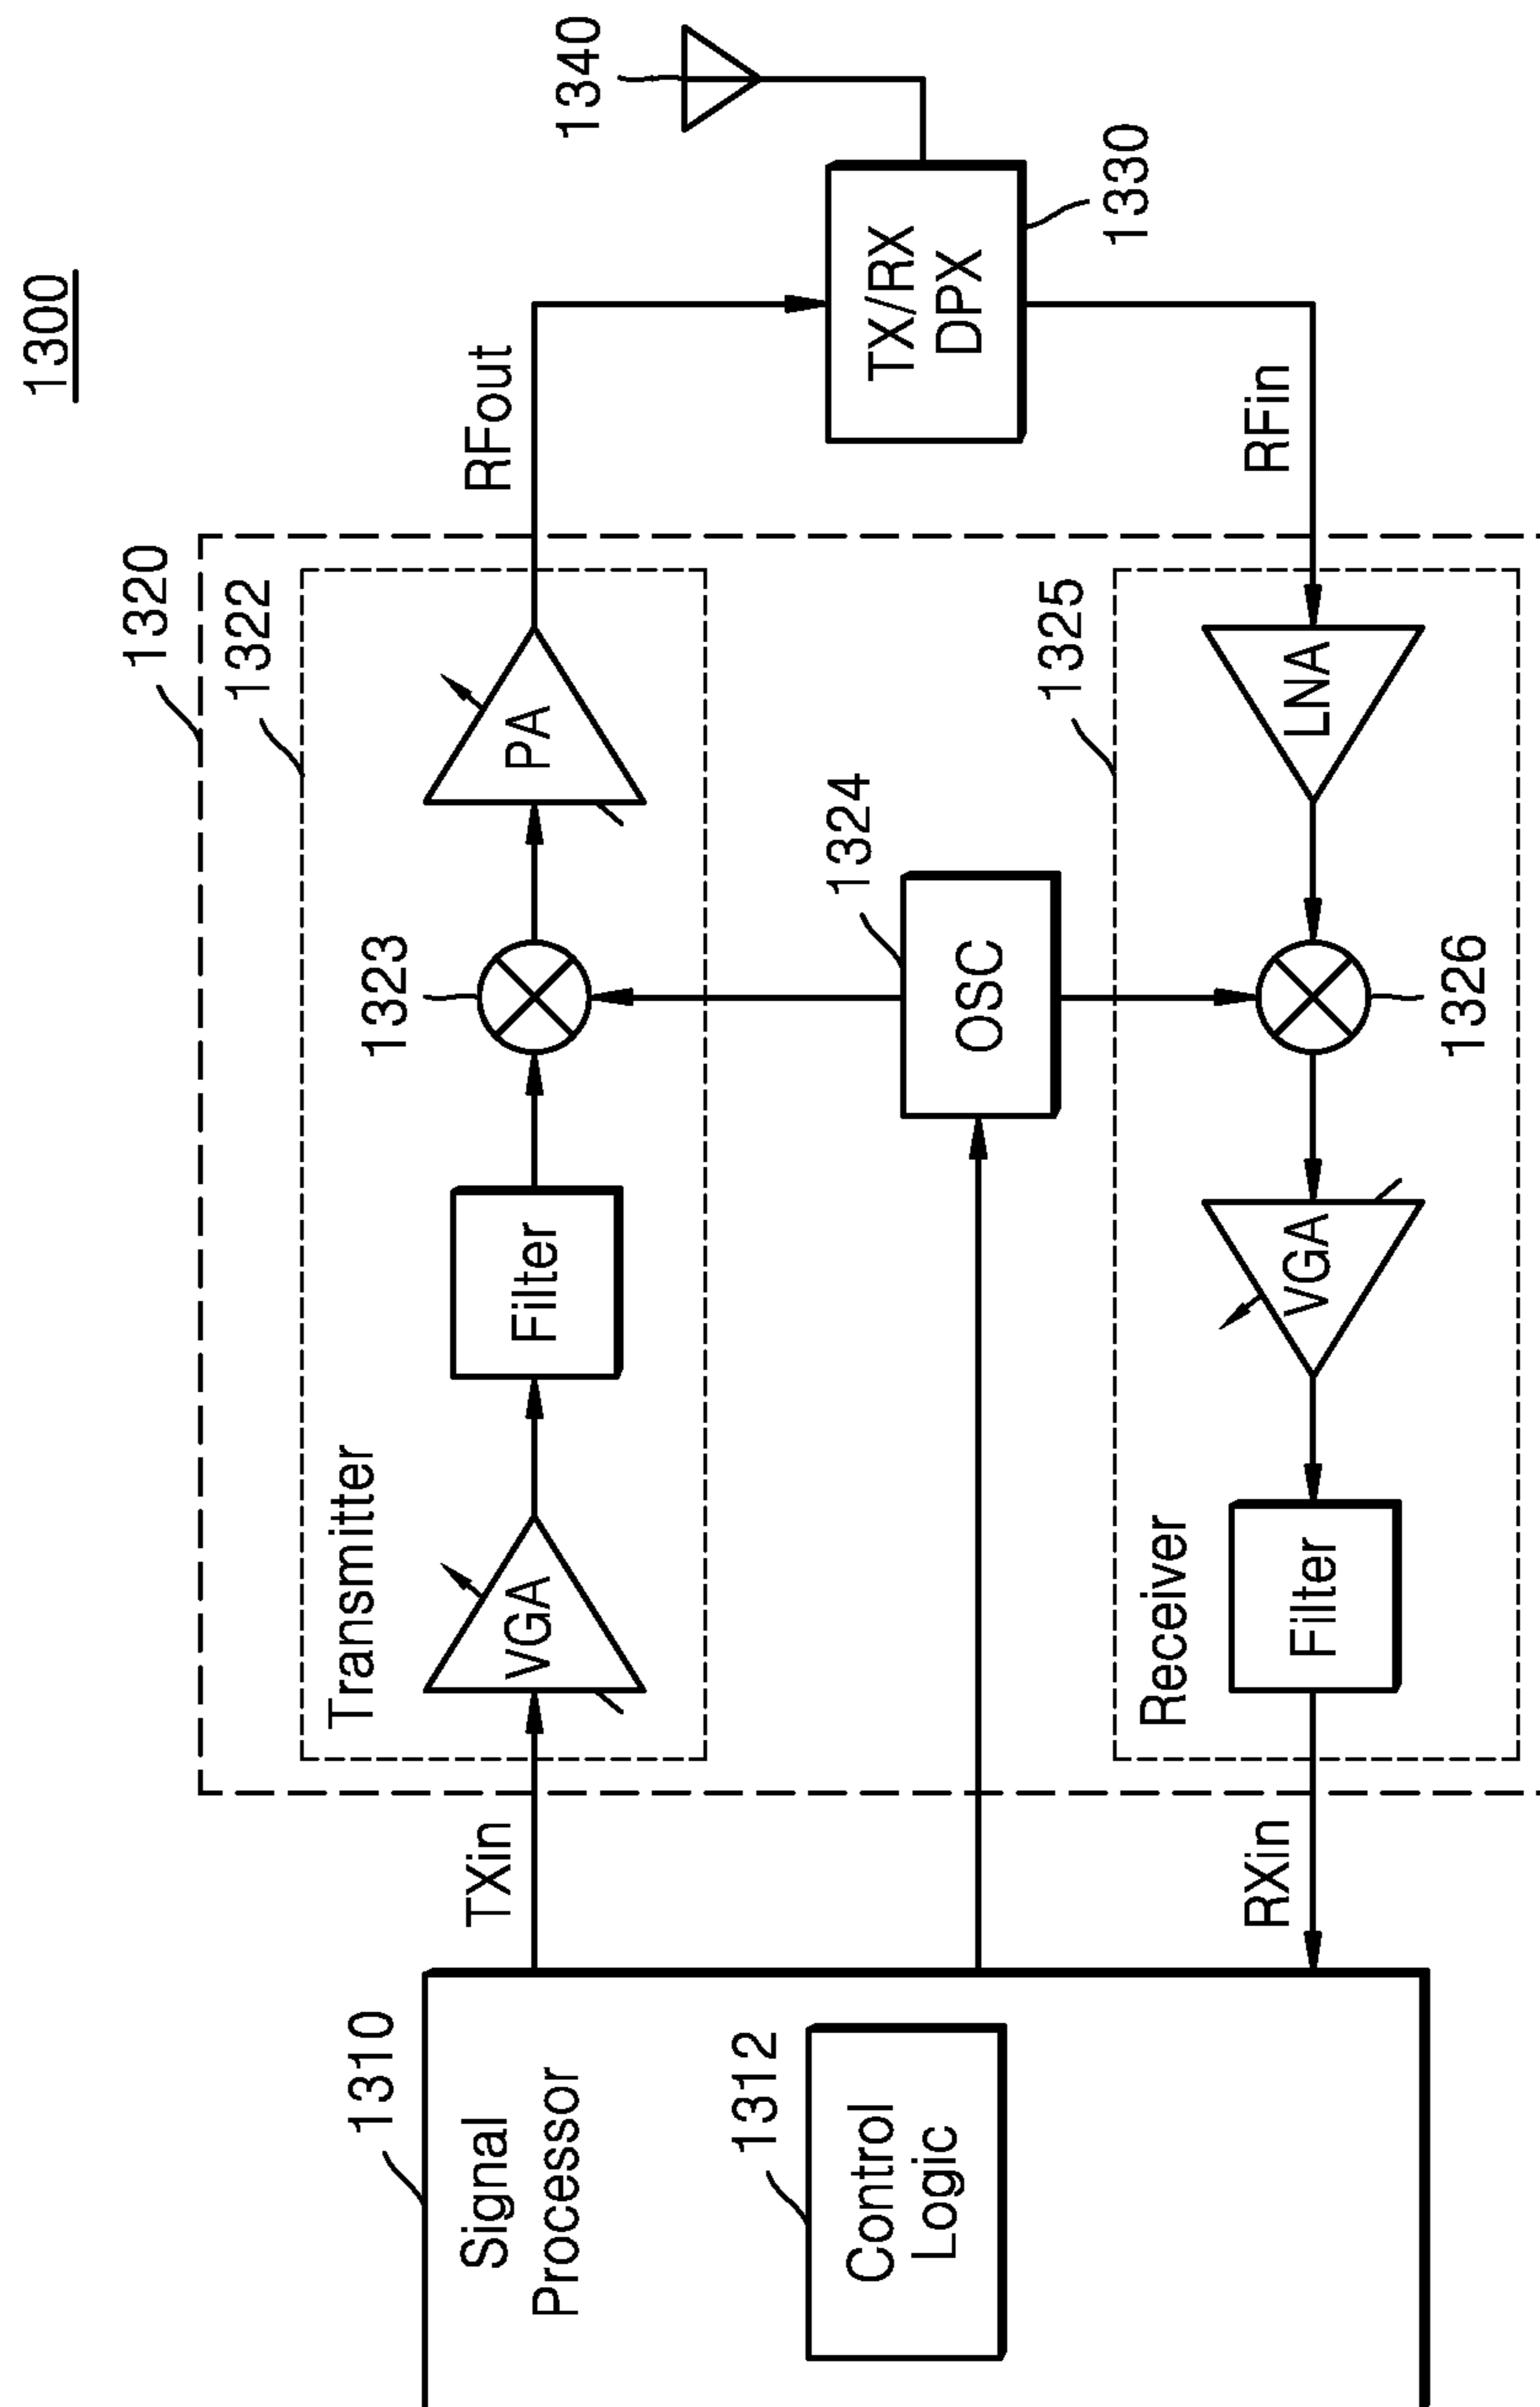 1300
1320
1322
Transmitter
1310
Signal
Processor
TXin
VGA
Filter
1323
PA
RFout
1340
1312
Control
Logic
1324
OSC
TX/RX
DPX
1330
1325
Receiver
RXin
Filter
VGA
1326
LNA
RFin